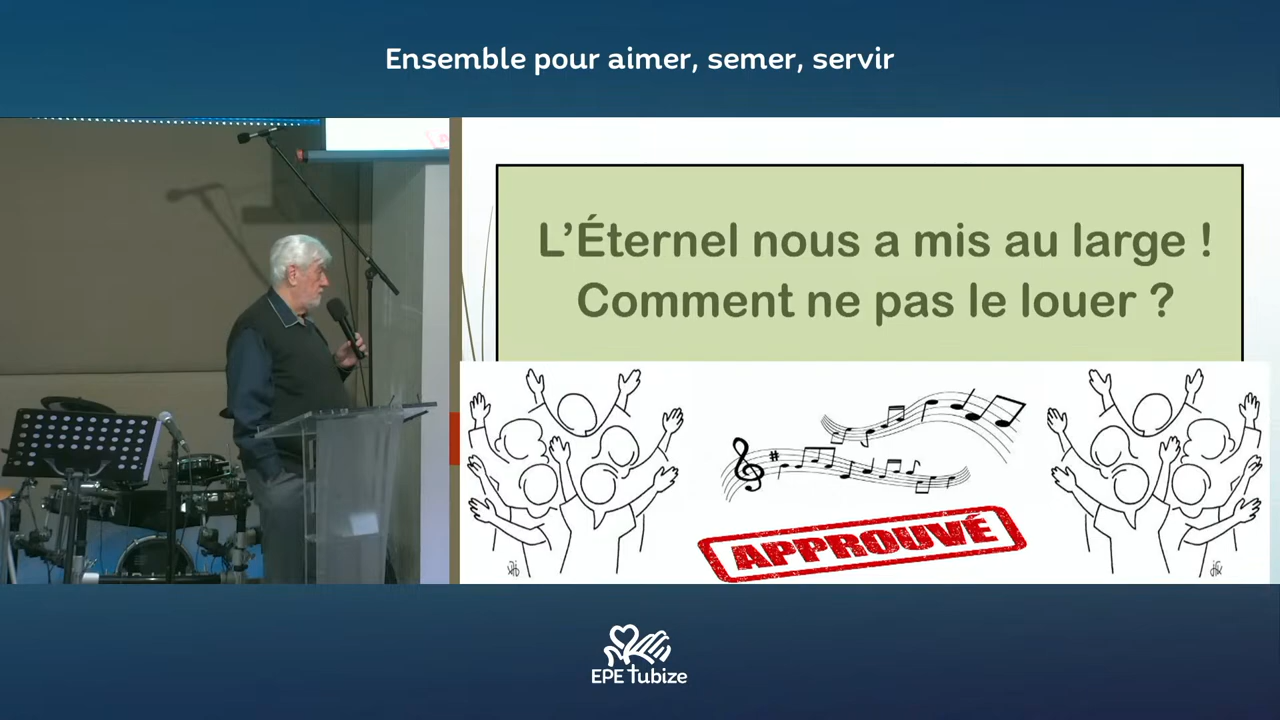 Ensemble pour aimer, semer, servir
L’Éternel nous a mis au large !
Comment ne pas le louer ?
APPROUVÉ
EPE Tubize